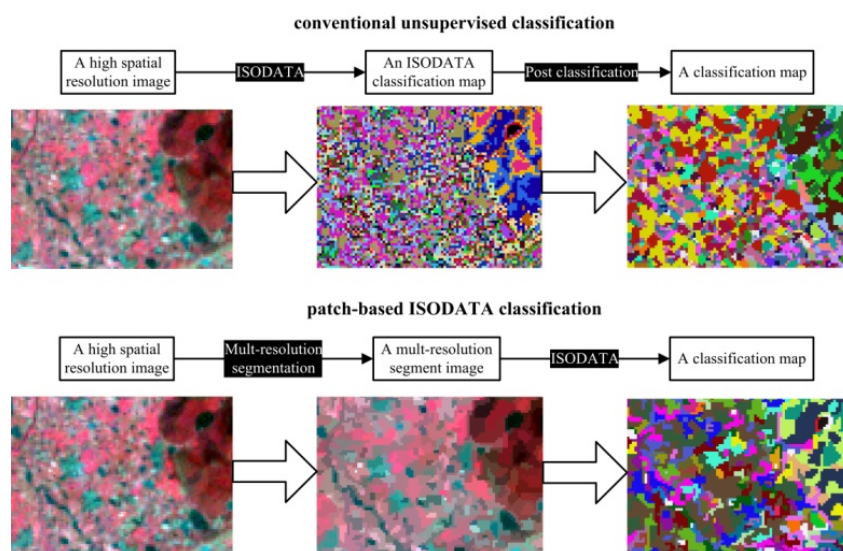 conventional unsupervised classification
A high spatial
resolution image
ISODATA
An ISODATA
classification map
Post classification
A classification map
patch-based ISODATA classification
A high spatial
resolution image
Mult-resolution
segmentation
A mult-resolution
segment image
ISODATA
A classification map